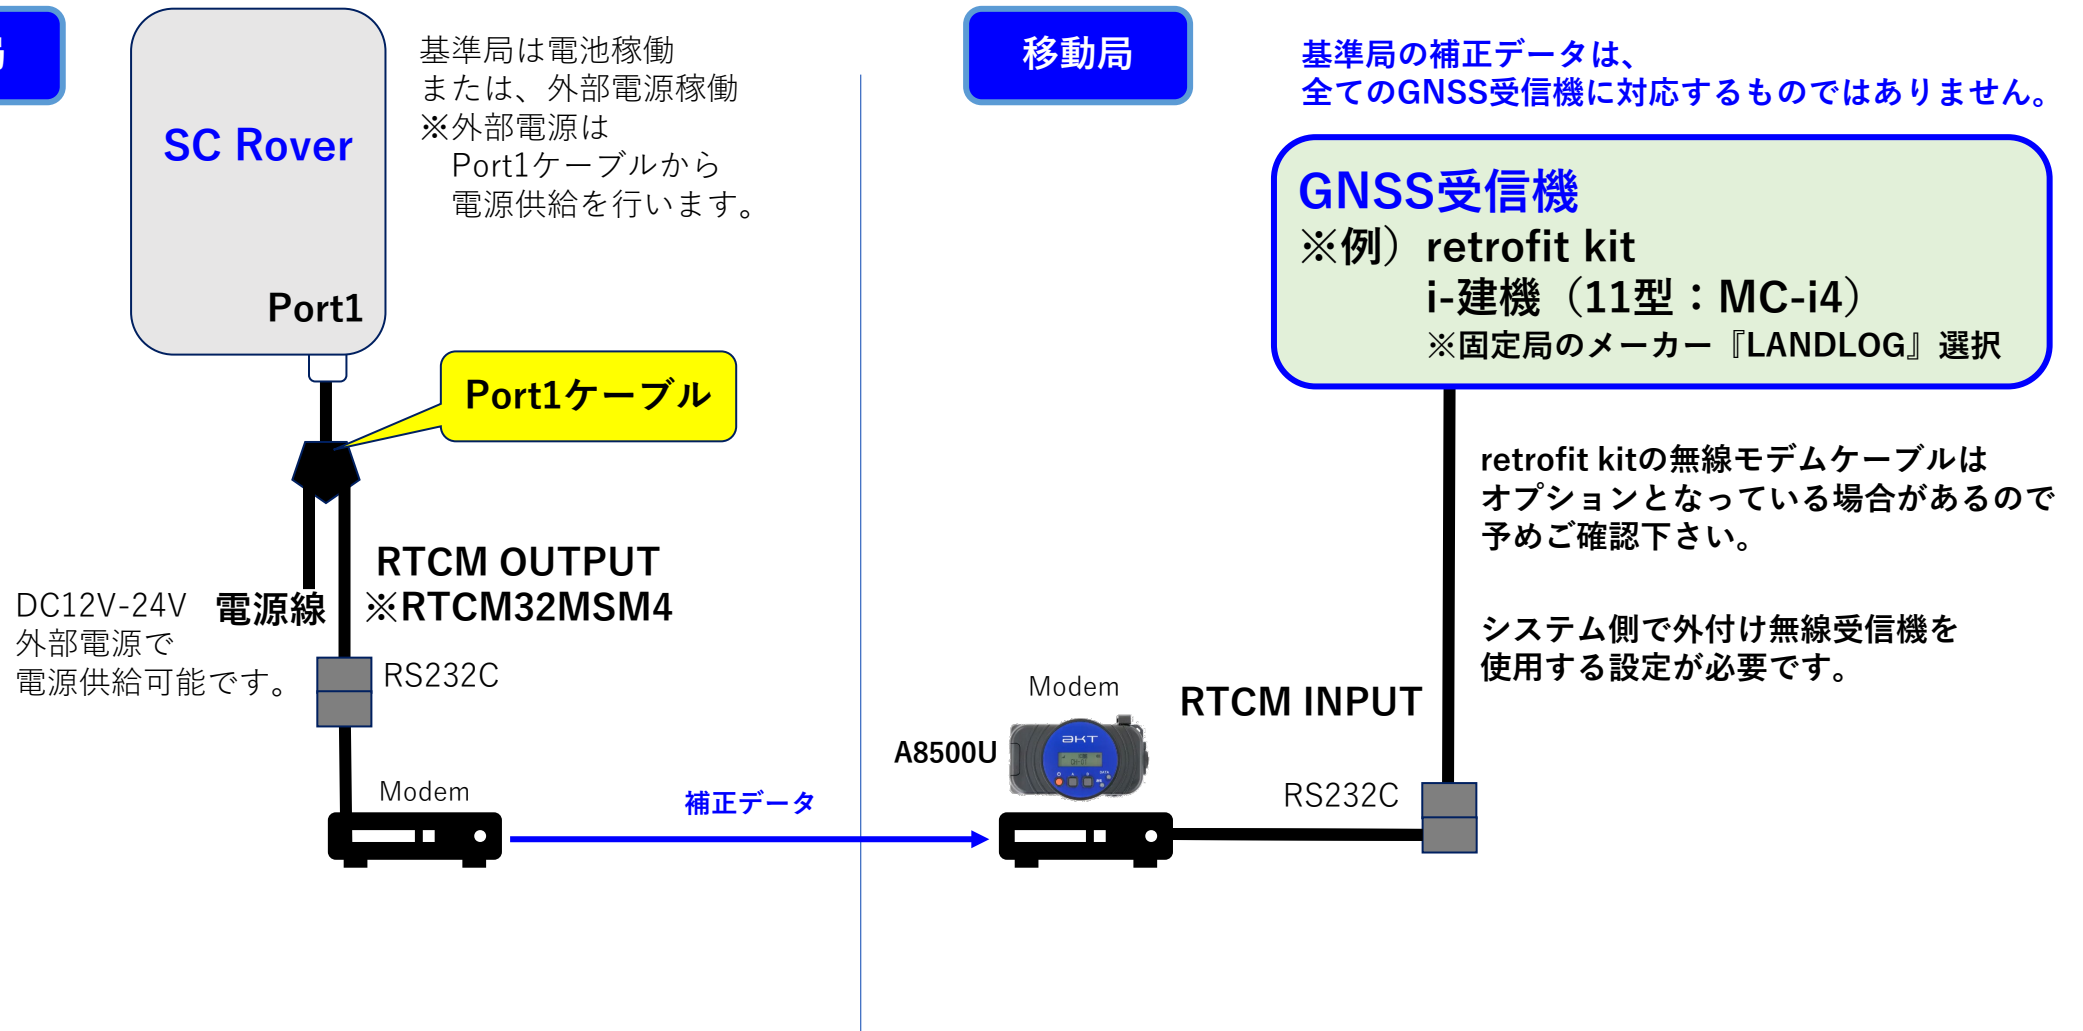 局
SC Rover
Port1
基準局は電池稼働
または、外部電源稼働
※外部電源は
Port1ケーブルから
電源供給を行います。
Port1ケーブル
RTCM OUTPUT
※RTCM32MSM4
電源線
DC12V-24V
外部電源で
電源供給可能です。
RS232C
Modem
補正データ
移動局
基準局の補正データは、
全てのGNSS受信機に対応するものではありません。
GNSS受信機
※例）retrofit kit
i-建機（11型：MC-i4）
※固定局のメーカー『LANDLOG』選択
retrofit kitの無線モデムケーブルは
オプションとなっている場合があるので
予めご確認下さい。
システム側で外付け無線受信機を
使用する設定が必要です。
Modem
A8500U
RTCM INPUT
RS232C